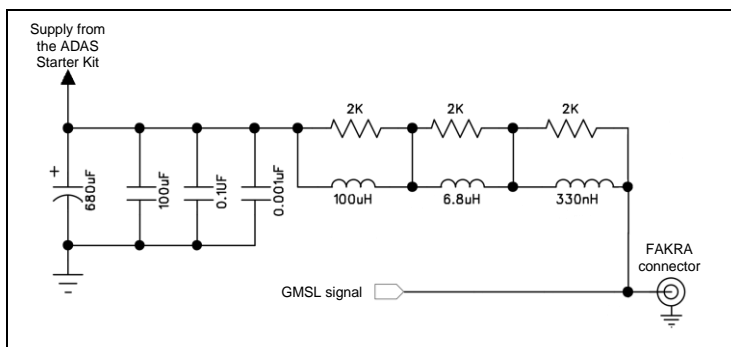 Supply from
the ADAS
Starter Kit
2K
2K
2K
+
680uF
100uF
0.1UF
0.001uF
100uH
6.8uH
330nH
FAKRA
connector
GMSL signal